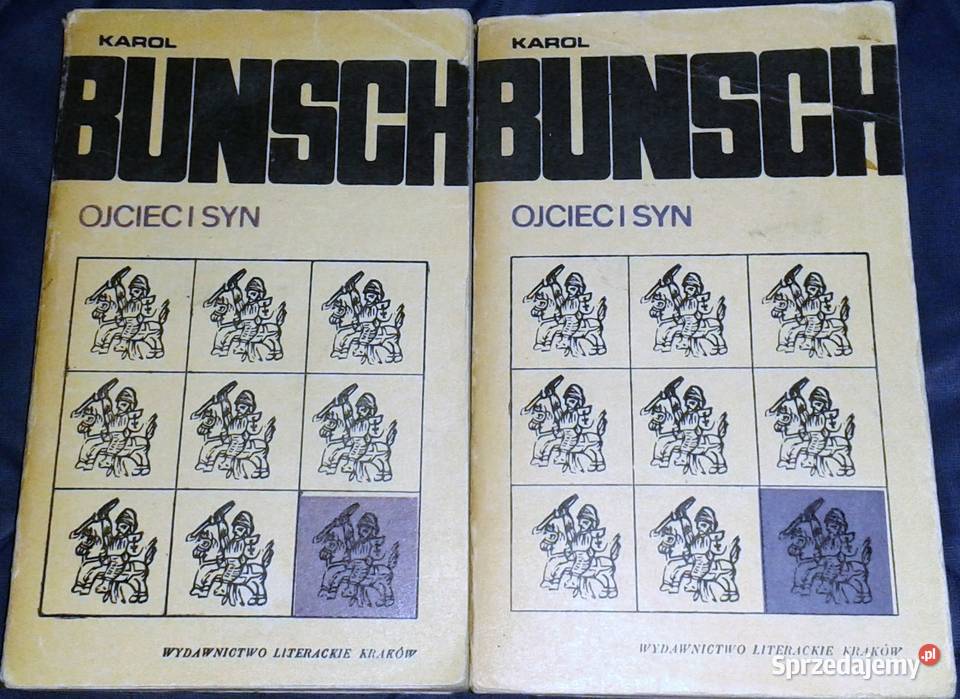 KAROL
BUNSCH
OJCIEC I SYN
WYDAWNICTWO LITERACKIE KRAKÓW
KAROL
BUNSCH
OJCIEC I SYN
WYDAWNICTWO LITERACKIE KRAKÓW
Sprzedajemy.pl